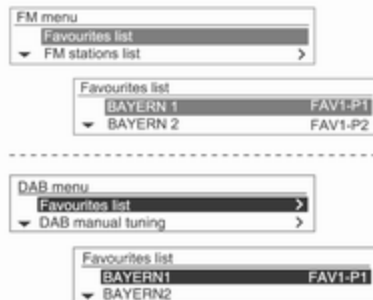 FM menu
Favourites list
FM stations list >
Favourites list
BAYERN 1 FAV1-P1
BAYERN 2 FAV1-P2
DAB menu
Favourites list >
DAB manual tuning >
Favourites list
BAYERN1 FAV1-P1
BAYERN2